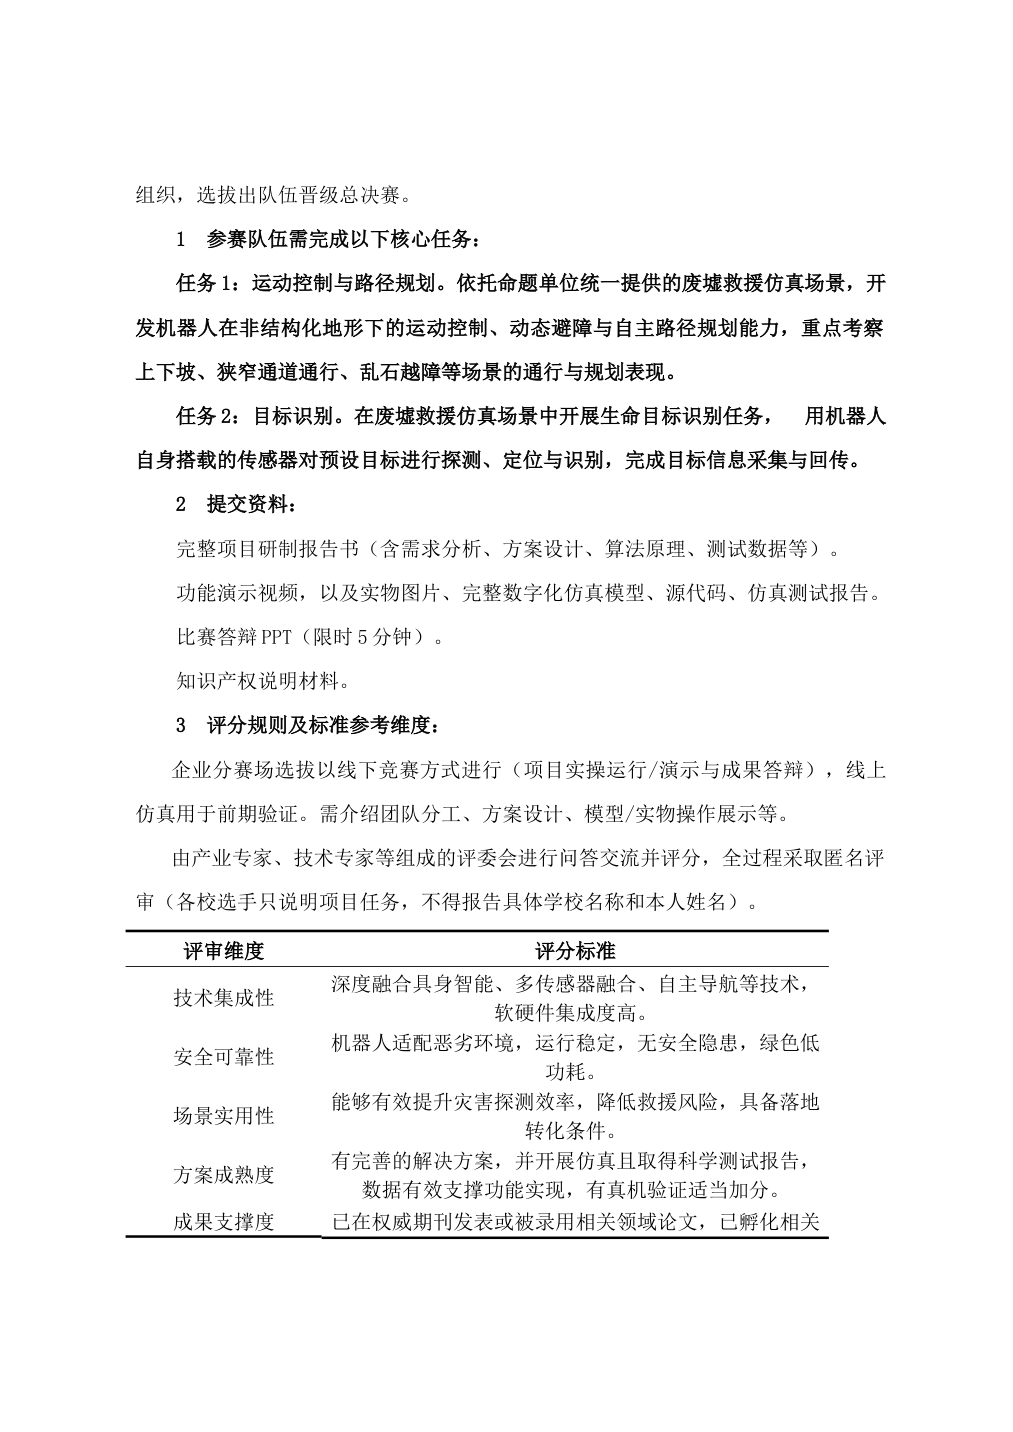 组织，选拔出队伍晋级总决赛。
1 参赛队伍需完成以下核心任务：
任务 1：运动控制与路径规划。依托命题单位统一提供的废墟救援仿真场景，开
发机器人在非结构化地形下的运动控制、动态避障与自主路径规划能力，重点考察
上下坡、狭窄通道通行、乱石越障等场景的通行与规划表现。
任务 2：目标识别。在废墟救援仿真场景中开展生命目标识别任务， 用机器人
自身搭载的传感器对预设目标进行探测、定位与识别，完成目标信息采集与回传。
2 提交资料：
完整项目研制报告书（含需求分析、方案设计、算法原理、测试数据等）。
功能演示视频，以及实物图片、完整数字化仿真模型、源代码、仿真测试报告。
比赛答辩 PPT（限时 5 分钟）。
知识产权说明材料。
3 评分规则及标准参考维度：
企业分赛场选拔以线下竞赛方式进行（项目实操运行/演示与成果答辩），线上
仿真用于前期验证。需介绍团队分工、方案设计、模型/实物操作展示等。
由产业专家、技术专家等组成的评委会进行问答交流并评分，全过程采取匿名评
审（各校选手只说明项目任务，不得报告具体学校名称和本人姓名）。
评审维度 评分标准
技术集成性 深度融合具身智能、多传感器融合、自主导航等技术，
软硬件集成度高。
安全可靠性 机器人适配恶劣环境，运行稳定，无安全隐患，绿色低
功耗。
场景实用性 能够有效提升灾害探测效率，降低救援风险，具备落地
转化条件。
方案成熟度 有完善的解决方案，并开展仿真且取得科学测试报告，
数据有效支撑功能实现，有真机验证适当加分。
成果支撑度 已在权威期刊发表或被录用相关领域论文，已孵化相关